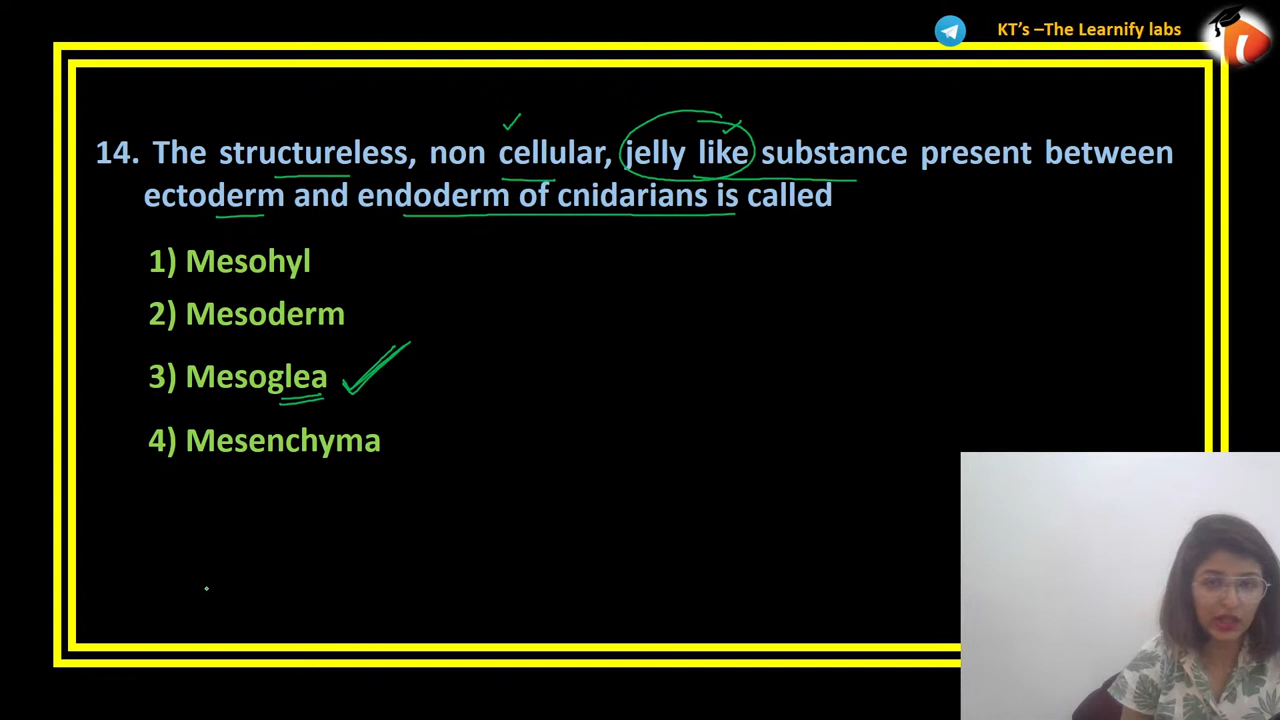 KT's –The Learnify labs
14. The structureless, non cellular, jelly like substance present between
ectoderm and endoderm of cnidarians is called
1) Mesohyl
2) Mesoderm
3) Mesoglea
4) Mesenchyma